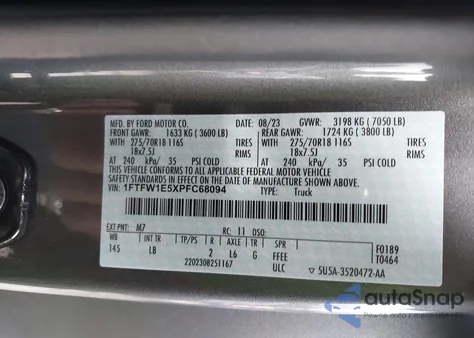 MFD. BY FORD MOTOR CO.
08/23 GVWR: 3198 KG ( 7050 LB)
FRONT GAWR: 1633 KG ( 3600 LB) REAR GAWR: 1724 KG ( 3800 LB)
WITH 275/70R18 116S WITH 275/70R18 116S
18x7.5J 18x7.5J
AT 240 kPa/ 35 PSI COLD AT 240 kPa/ 35 PSI COLD
THIS VEHICLE CONFORMS TO ALL APPLICABLE FEDERAL MOTOR VEHICLE
SAFETY STANDARDS IN EFFECT ON THE DATE OF MANUFACTURE SHOWN ABOVE.
VIN: 1FTFW1E5XPFC68094
TYPE: Truck
EXT PNT: M7 RC: 11 DSO:
WB INT TR TP/PS R AXLE TR SPR
145 LB 2 L6 G FFEE
2202308251167 ULC
F0189
T0464
5U5A-3520472-AA
autaSnap
Pewne auto z